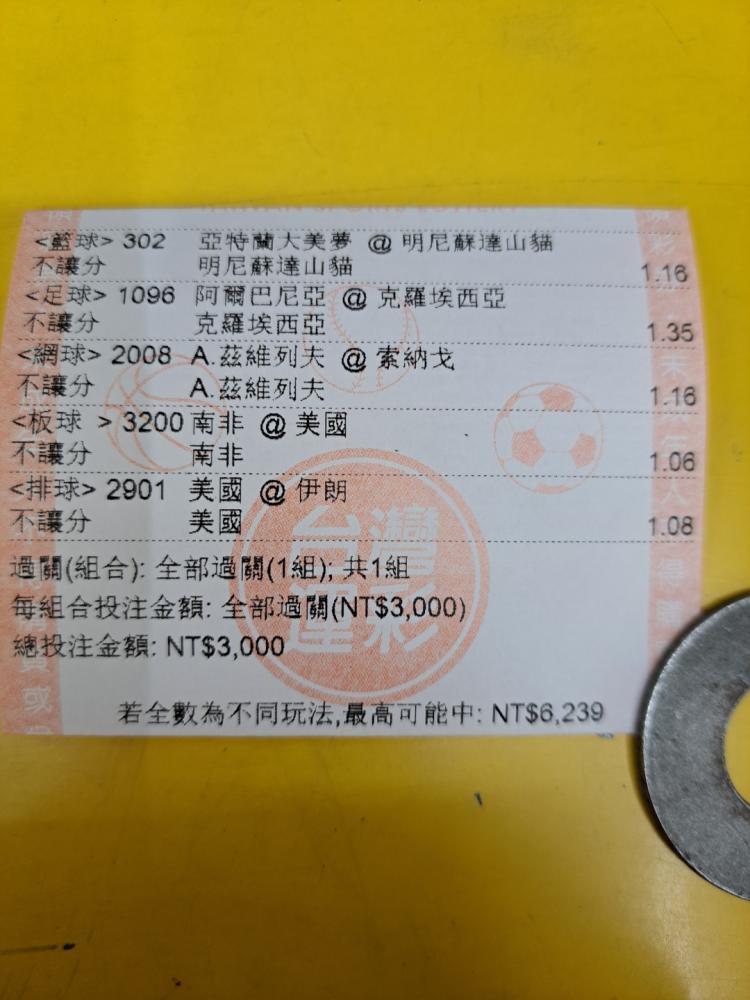 <籃球> 302 亞特蘭大美夢 @ 明尼蘇達山貓
不讓分 明尼蘇達山貓 1.16
<足球> 1096 阿爾巴尼亞 @ 克羅埃西亞
不讓分 克羅埃西亞 1.35
<網球> 2008 A.茲維列夫 @ 索納戈
不讓分 A.茲維列夫 1.16
<板球 > 3200 南非 @ 美國
不讓分 南非 1.06
<排球> 2901 美國 @ 伊朗
不讓分 美國 1.08
過關(組合): 全部過關(1組); 共1組
每組合投注金額: 全部過關(NT$3,000)
總投注金額: NT$3,000
台灣運彩
若全數為不同玩法,最高可能中: NT$6,239